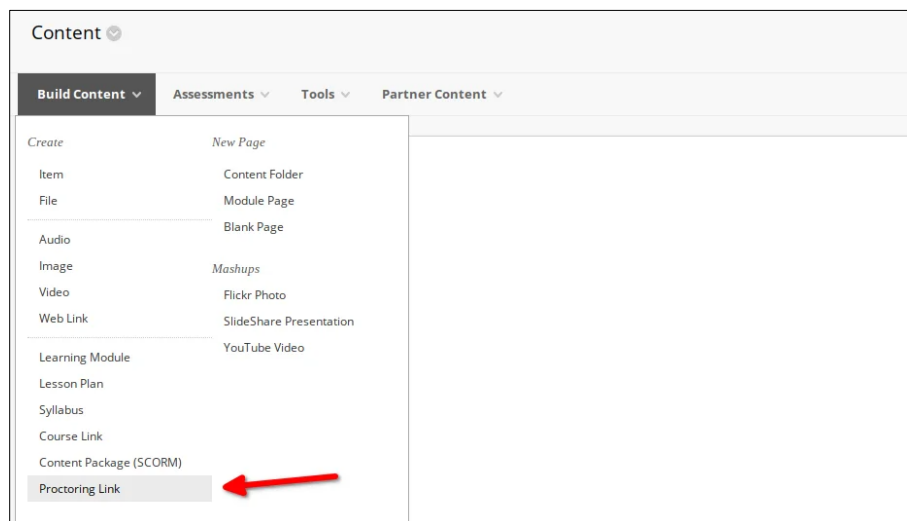 Content
Build Content
Assessments
Tools
Partner Content
Create
Item
File
Audio
Image
Video
Web Link
Learning Module
Lesson Plan
Syllabus
Course Link
Content Package (SCORM)
Proctoring Link
New Page
Content Folder
Module Page
Blank Page
Mashups
Flickr Photo
SlideShare Presentation
YouTube Video